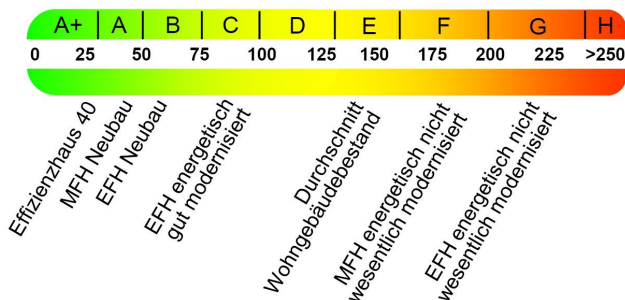 A+ A B C D E F G H
0 25 50 75 100 125 150 175 200 225 >250
Effizienzhaus 40
MFH Neubau
EFH Neubau
EFH energetisch
gut modernisiert
Durchschnitt
Wohngebäudebestand
MFH energetisch nicht
wesentlich modernisiert
EFH energetisch nicht
wesentlich modernisiert